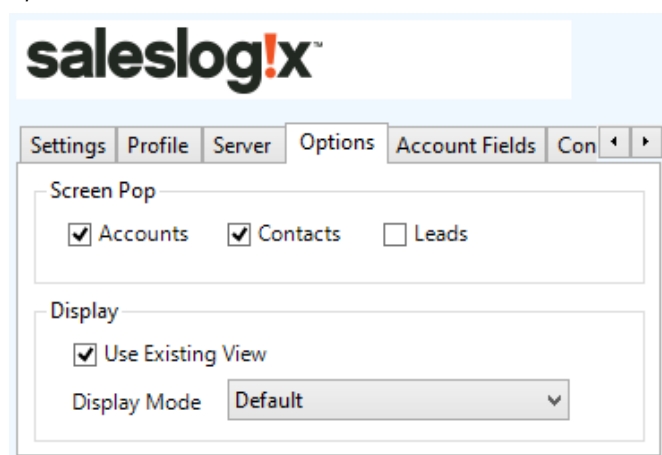 saleslog!x™
Settings Profile Server Options Account Fields Con
Screen Pop
Accounts Contacts Leads
Display
Use Existing View
Display Mode Default